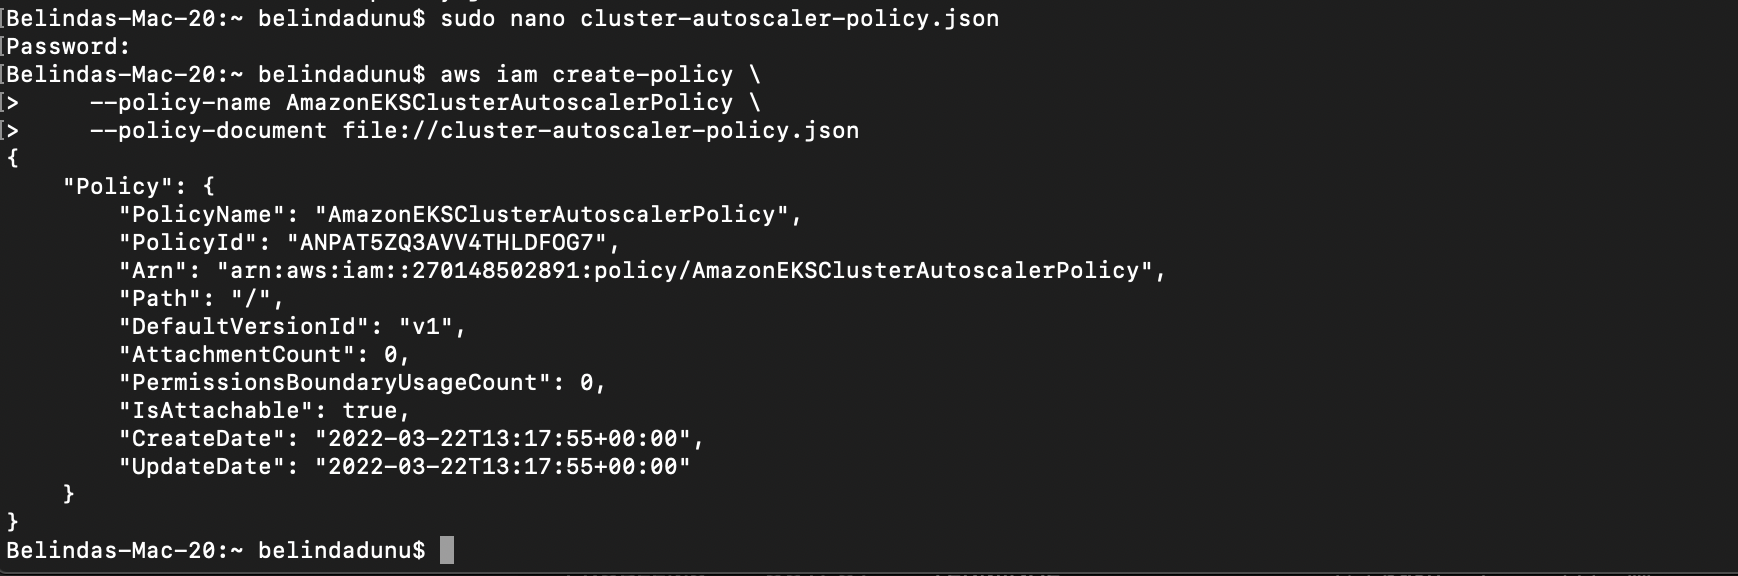 Belindas-Mac-20:~ belindadunu$ sudo nano cluster-autoscaler-policy.json
Password:
Belindas-Mac-20:~ belindadunu$ aws iam create-policy \
>     --policy-name AmazonEKSClusterAutoscalerPolicy \
>     --policy-document file://cluster-autoscaler-policy.json
{
    "Policy": {
        "PolicyName": "AmazonEKSClusterAutoscalerPolicy",
        "PolicyId": "ANPAT5ZQ3AVV4THLDFOG7",
        "Arn": "arn:aws:iam::270148502891:policy/AmazonEKSClusterAutoscalerPolicy",
        "Path": "/",
        "DefaultVersionId": "v1",
        "AttachmentCount": 0,
        "PermissionsBoundaryUsageCount": 0,
        "IsAttachable": true,
        "CreateDate": "2022-03-22T13:17:55+00:00",
        "UpdateDate": "2022-03-22T13:17:55+00:00"
    }
}
Belindas-Mac-20:~ belindadunu$